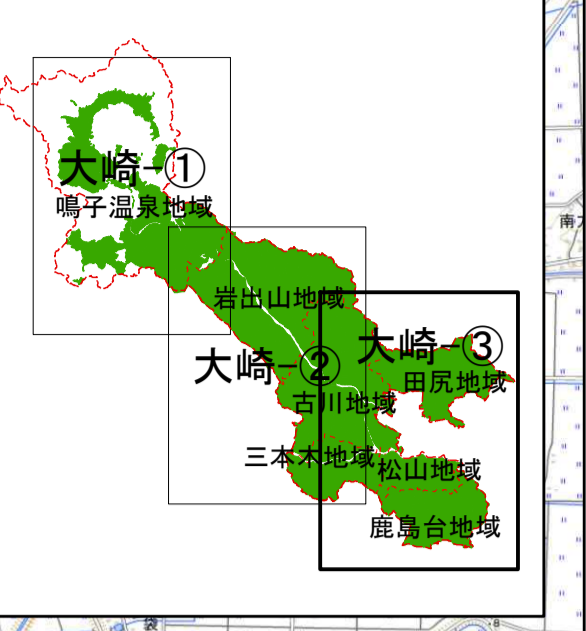 大崎-①
鳴子温泉地域
南
岩出山地域
大崎-③
大崎-②
田尻地域
古川地域
三本木地域
松山地域
鹿島台地域
袋